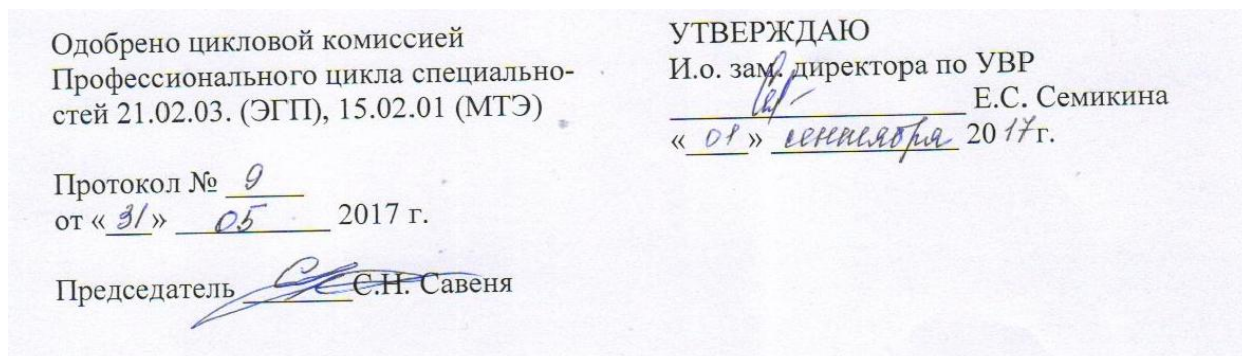 Одобрено цикловой комиссией
Профессионального цикла специально-
стей 21.02.03. (ЭГП), 15.02.01 (МТЭ)
Протокол № 9
от « 31 » 05 2017 г.
Председатель С.Н. Савеня
УТВЕРЖДАЮ
И.о. зам. директора по УВР
Е.С. Семикина
« 01 » сентября 2017г.